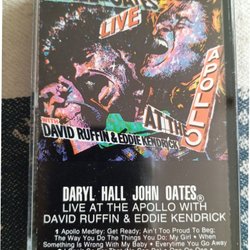 LIVE
AT THE
APOLLO
WITH
DAVID RUFFIN & EDDIE KENDRICK
DARYL HALL JOHN OATES®
LIVE AT THE APOLLO WITH
DAVID RUFFIN & EDDIE KENDRICK
1 Apollo Medley: Get Ready; Ain't Too Proud To Beg;
The Way You Do The Things You Do; My Girl • When
Something Is Wrong With My Baby • Everytime You Go Away